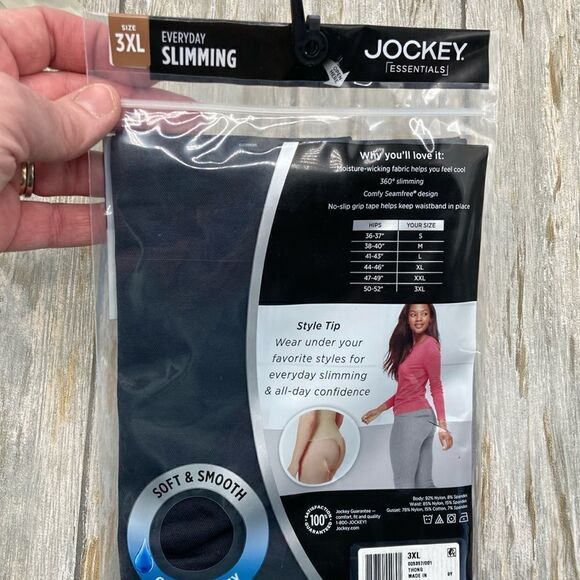 SIZE
3XL
EVERYDAY
SLIMMING
JOCKEY®
ESSENTIALS
Why you'll love it:
Moisture-wicking fabric helps you feel cool
360° slimming
Comfy Seamfree® design
No-slip grip tape helps keep waistband in place
HIPS YOUR SIZE
36-37" S
38-40" M
41-43" L
44-46" XL
47-49" XXL
50-52" 3XL
Style Tip
Wear under your
favorite styles for
everyday slimming
& all-day confidence
SOFT & SMOOTH
SATISFACTION
100%
Jockey Guarantee —
comfort, fit and quality
1-800-JOCKEY1
Jockey.com
Body: 92% Nylon, 8% Spandex
Waist: 85% Nylon, 15% Spandex
Gusset: 78% Nylon, 15% Cotton, 7% Spandex
3XL
THONG
MADE IN